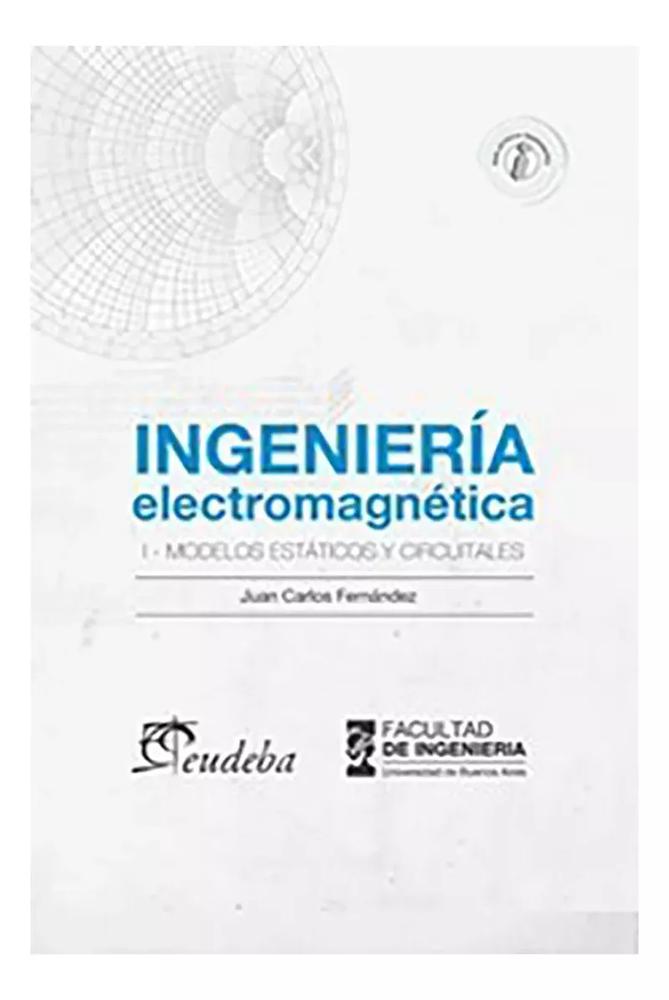 INGENIERÍA
electromagnética
I - MODELOS ESTÁTICOS Y CIRCUITALES
Juan Carlos Fernández
eudeba
FACULTAD
DE INGENIERIA
Universidad de Buenos Aires